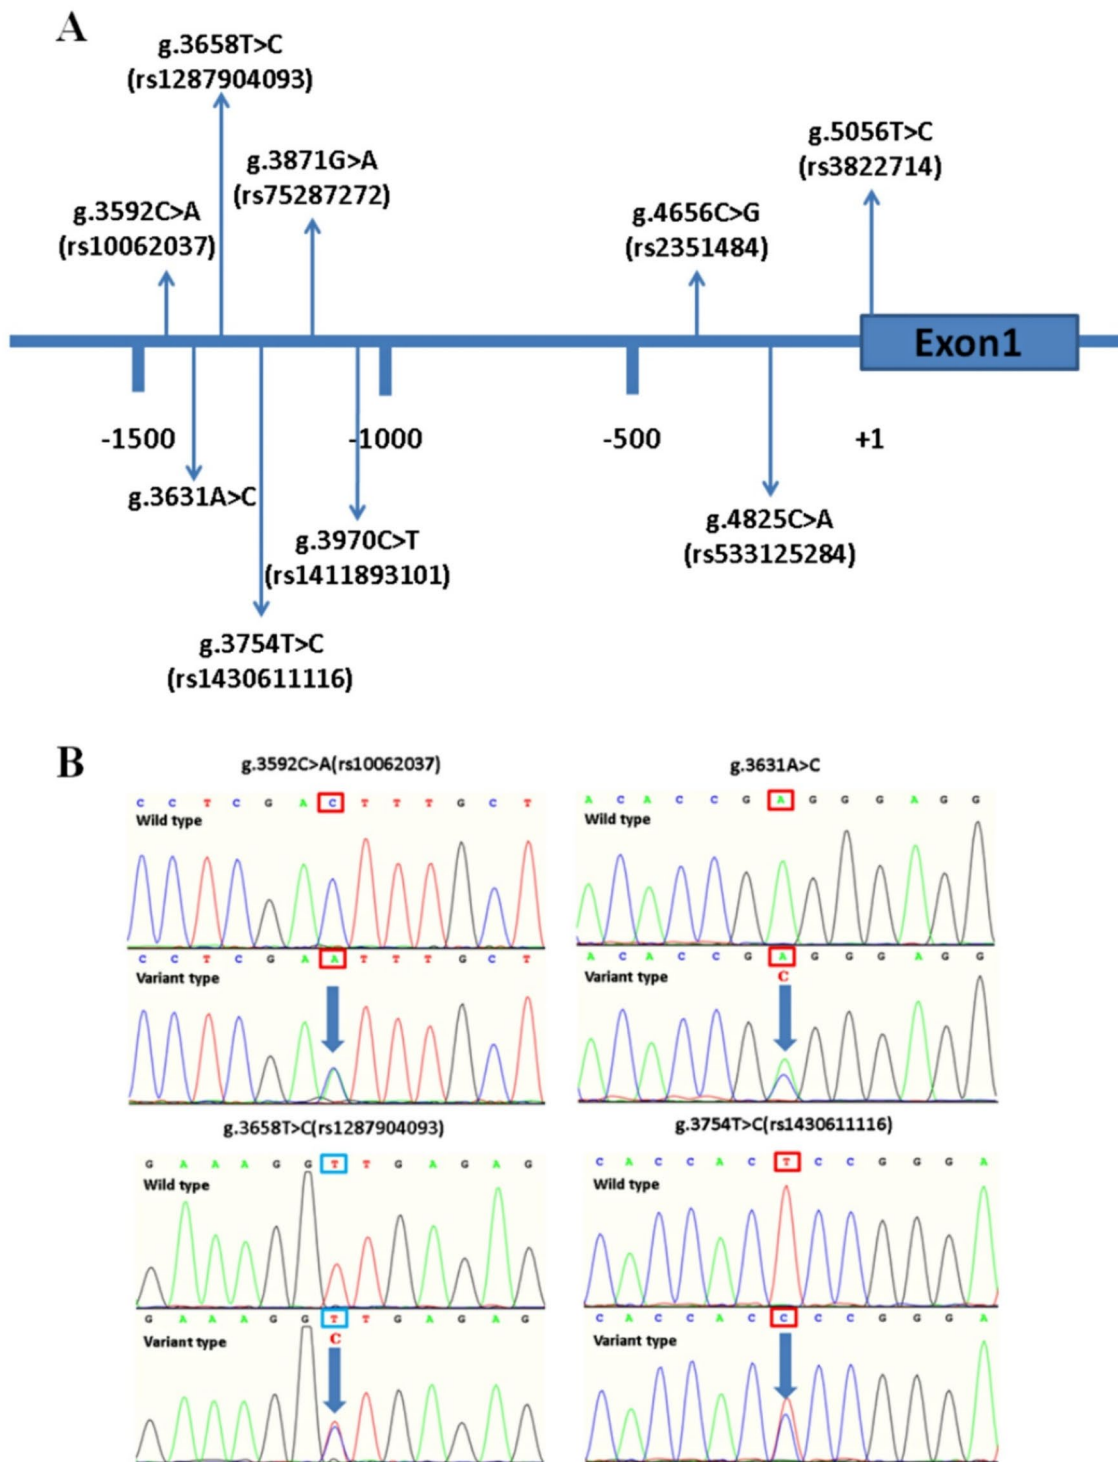 A
g.3658T>C
(rs1287904093)
g.3871G>A
(rs75287272)
g.3592C>A
(rs10062037)
g.5056T>C
(rs3822714)
g.4656C>G
(rs2351484)
Exon1
-1500
-1000
-500
+1
g.3631A>C
g.3970C>T
(rs1411893101)
g.4825C>A
(rs533125284)
g.3754T>C
(rs1430611116)
B
g.3592C>A(rs10062037)
C C T C G A C T T T G C T
Wild type
C C T C G A A T T T G C T
Variant type
g.3631A>C
A C A C C G A G G G A G G
Wild type
A C A C C G A G G G A G G
C
Variant type
g.3658T>C(rs1287904093)
G A A A G G T T G A G A G
Wild type
G A A A G G T T G A G A G
C
Variant type
g.3754T>C(rs1430611116)
C A C C A C T C C G G G A
Wild type
C A C C A C C C C G G G A
Variant type